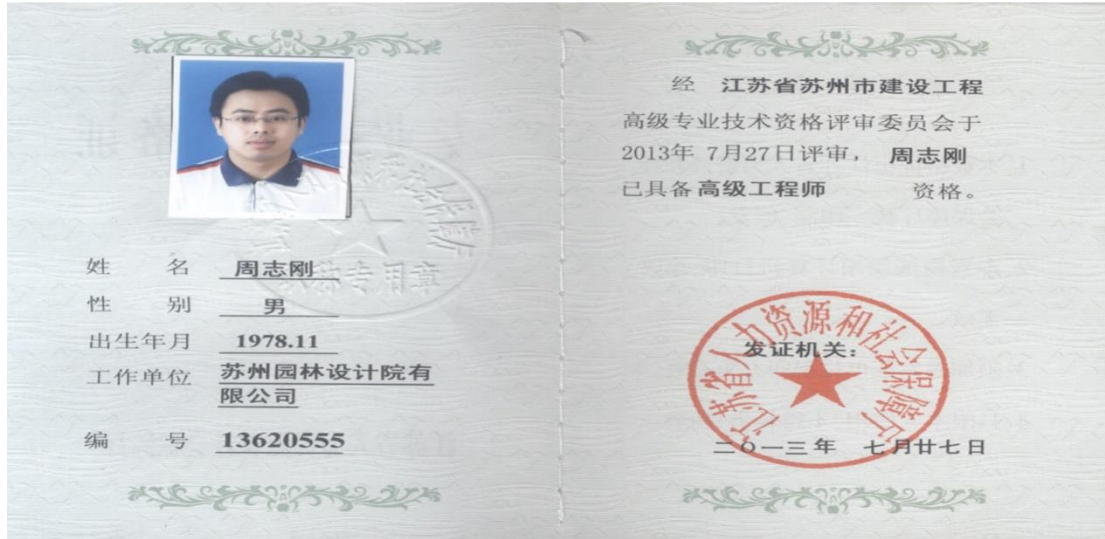 姓 名 周志刚
性 别 男
出生年月 1978.11
工作单位 苏州园林设计院有
限公司
编 号 13620555
职称专用章
经 江苏省苏州市建设工程
高级专业技术资格评审委员会于
2013年 7月27日评审， 周志刚
已具备 高级工程师 资格。
江苏省人力资源和社会保障厅
发证机关：
二〇一三年 七月廿七日